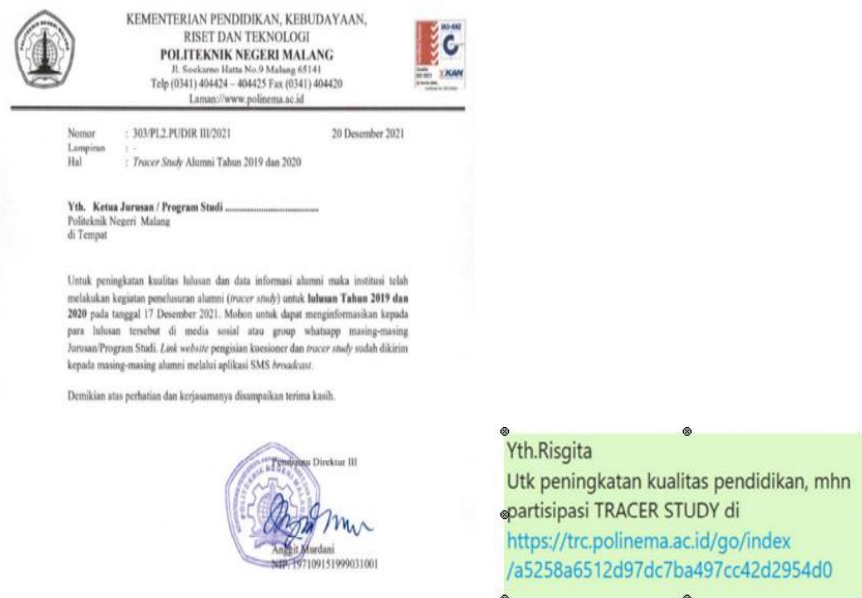 KEMENTERIAN PENDIDIKAN, KEBUDAYAAN,
RISET DAN TEKNOLOGI
POLITEKNIK NEGERI MALANG
Jl. Soekarno Hatta No.9 Malang 65141
Telp (0341) 404424 – 404425 Fax (0341) 404420
Laman://www.polinema.ac.id
JAS-ANZ
KAN
Nomor : 303/PL2.PUDIR III/2021 20 Desember 2021
Lampiran : -
Hal : Tracer Study Alumni Tahun 2019 dan 2020
Yth. Ketua Jurusan / Program Studi ....................................
Politeknik Negeri Malang
di Tempat
Untuk peningkatan kualitas lulusan dan data informasi alumni maka institusi telah
melakukan kegiatan penelusuran alumni (tracer study) untuk lulusan Tahun 2019 dan
2020 pada tanggal 17 Desember 2021. Mohon untuk dapat menginformasikan kepada
para lulusan tersebut di media sosial atau group whatsapp masing-masing
Jurusan/Program Studi. Link website pengisian kuesioner dan tracer study sudah dikirim
kepada masing-masing alumni melalui aplikasi SMS broadcast.
Demikian atas perhatian dan kerjasamanya disampaikan terima kasih.
Pembantu Direktur III
Anggit Murdani
NIP. 197109151999031001
Yth.Risgita
Utk peningkatan kualitas pendidikan, mhn
partisipasi TRACER STUDY di
https://trc.polinema.ac.id/go/index
/a5258a6512d97dc7ba497cc42d2954d0